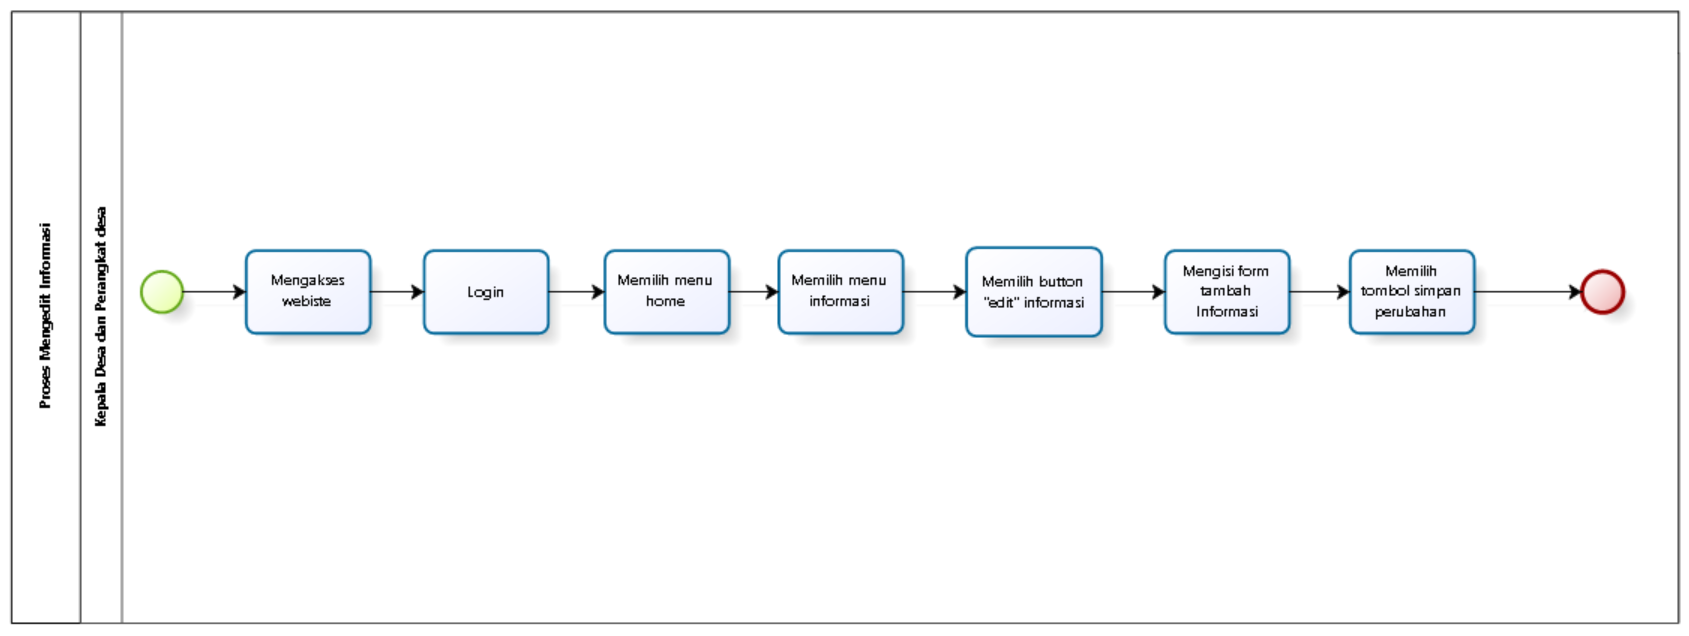 Proses Mengedit Informasi
Kepala Desa dan Perangkat desa
Mengakses
webiste
Login
Memilih menu
home
Memilih menu
informasi
Memilih button
"edit" informasi
Mengisi form
tambah
Informasi
Memilih
tombol simpan
perubahan